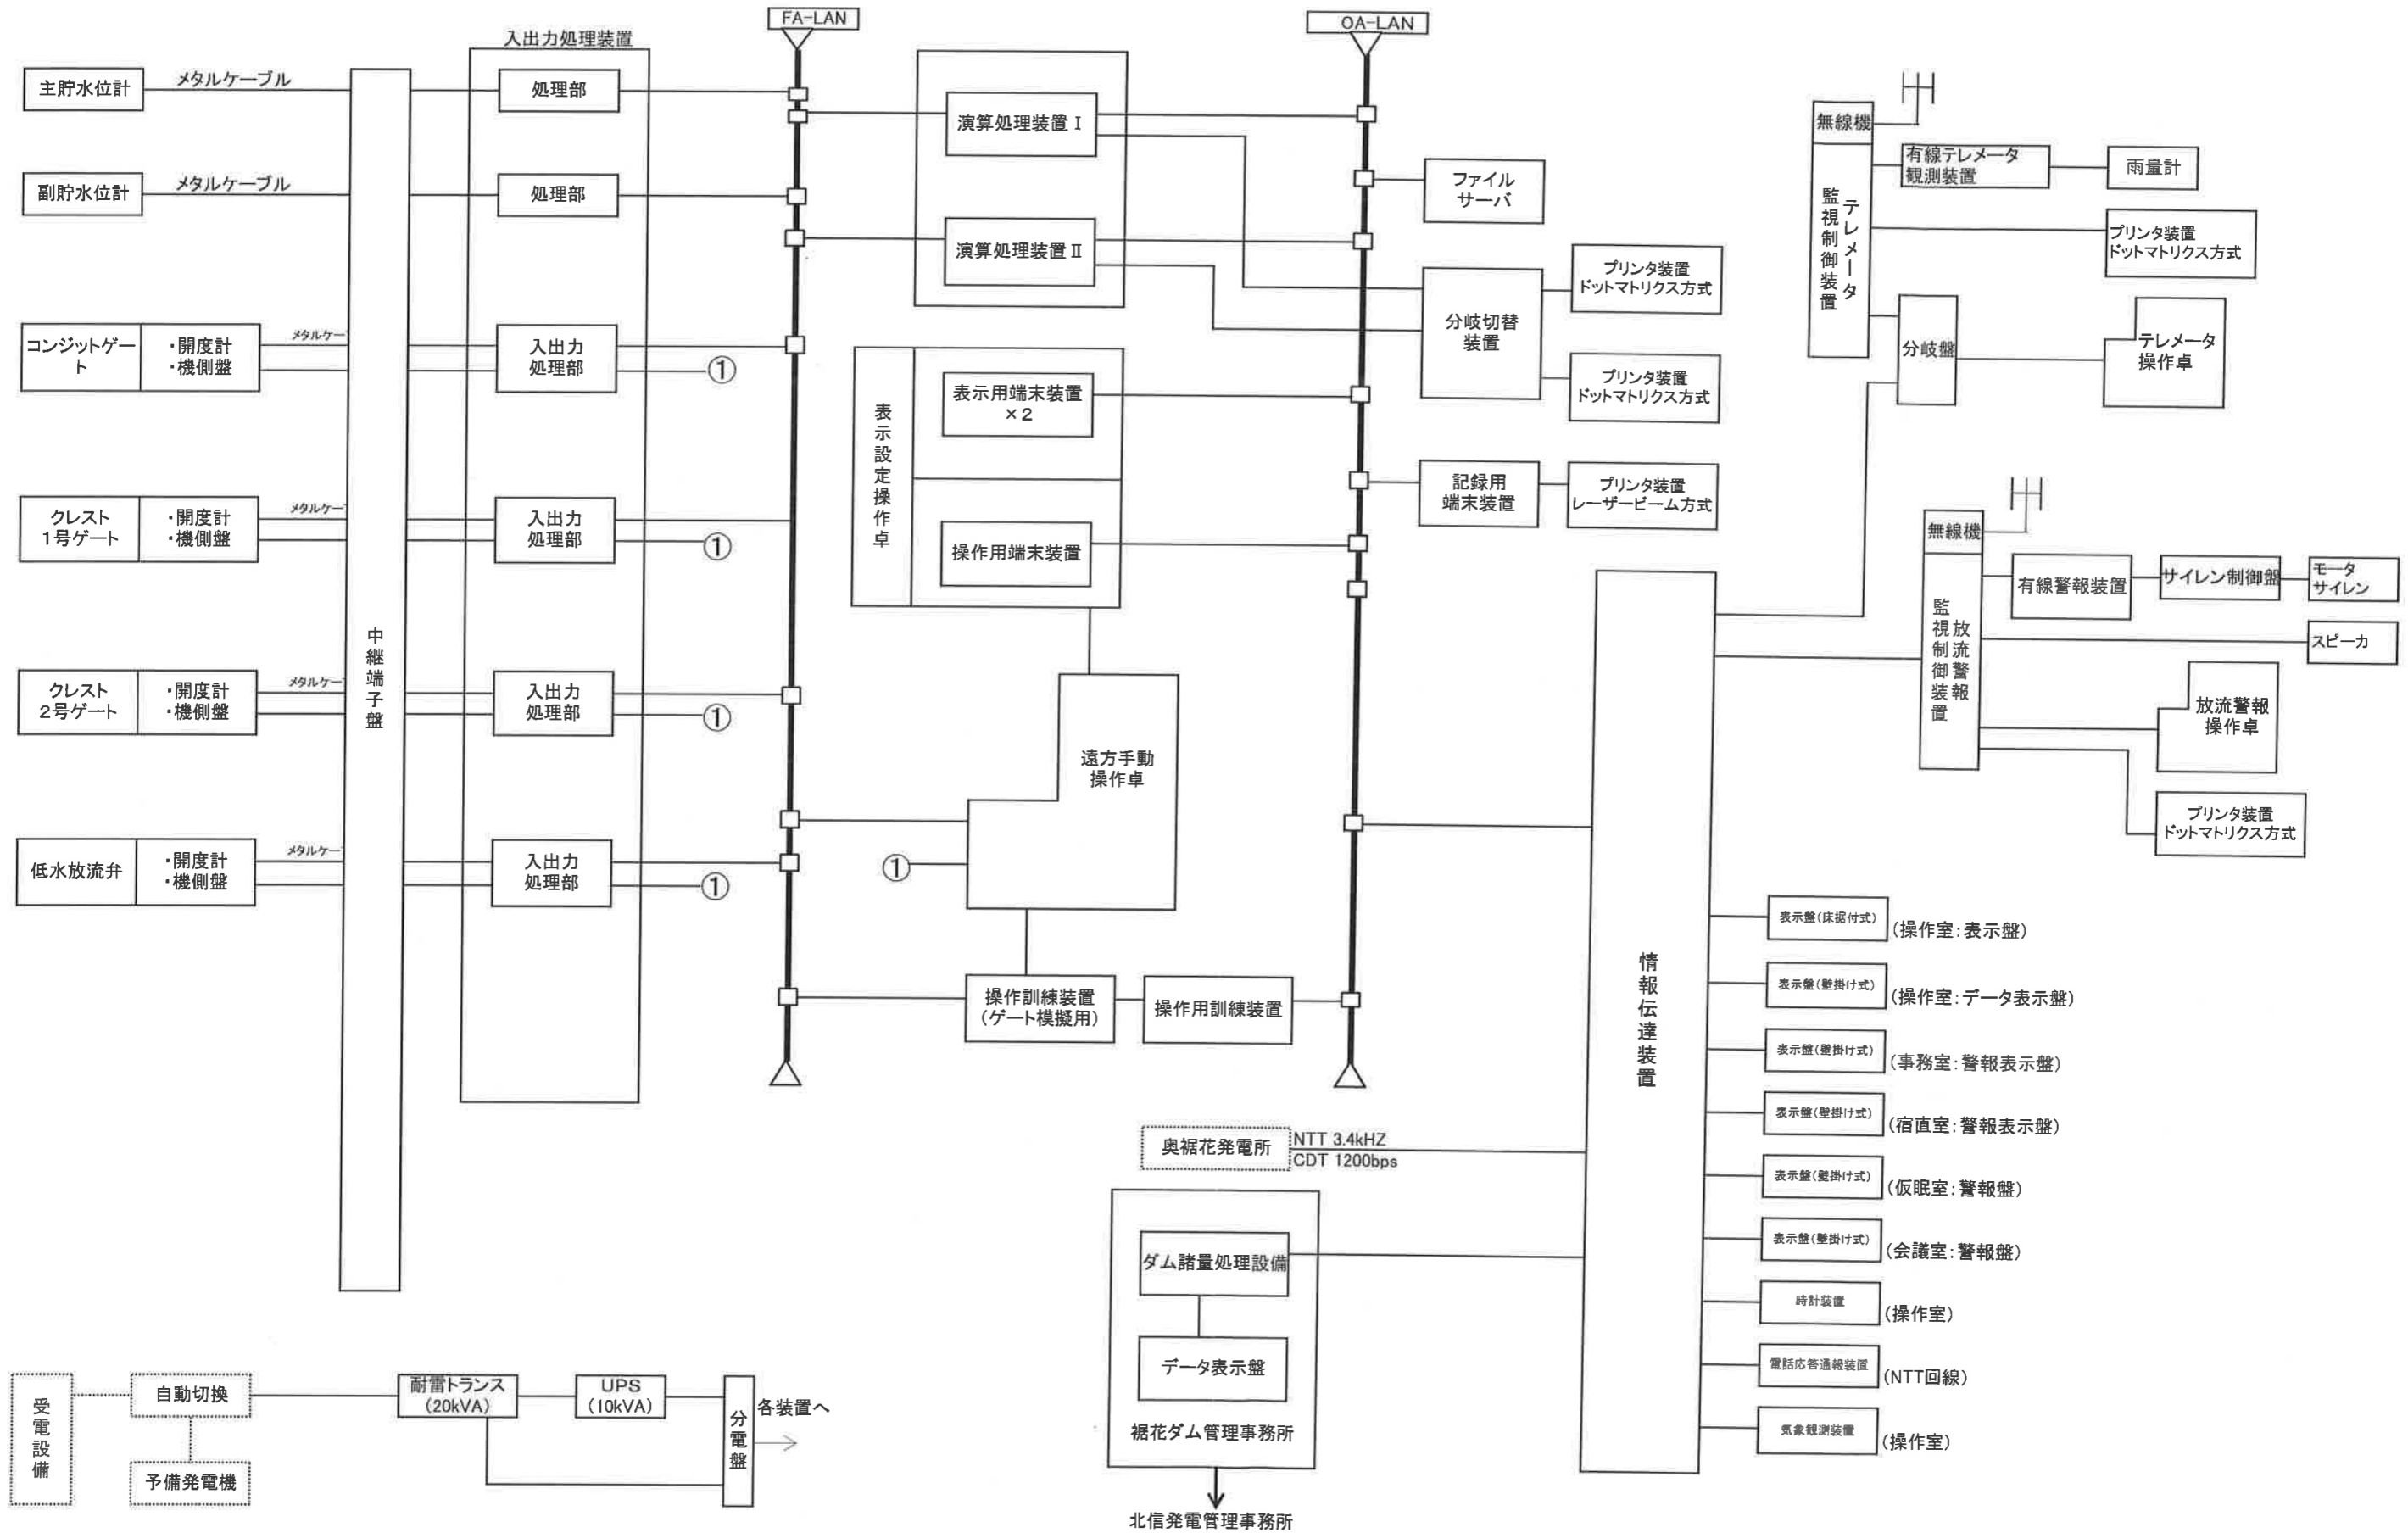 FA-LAN
OA-LAN
入出力処理装置
主貯水位計
メタルケーブル
処理部
副貯水位計
メタルケーブル
処理部
コンジットゲー
ト
・開度計
・機側盤
メタルケー
入出力
処理部
①
クレスト
1号ゲート
・開度計
・機側盤
メタルケー
入出力
処理部
①
クレスト
2号ゲート
・開度計
・機側盤
メタルケー
入出力
処理部
①
低水放流弁
・開度計
・機側盤
メタルケー
入出力
処理部
①
中継端子盤
演算処理装置Ⅰ
演算処理装置Ⅱ
表示設定操作卓
表示用端末装置
×2
操作用端末装置
遠方手動
操作卓
①
操作訓練装置
(ゲート模擬用)
操作用訓練装置
ファイル
サーバ
分岐切替
装置
プリンタ装置
ドットマトリクス方式
プリンタ装置
ドットマトリクス方式
記録用
端末装置
プリンタ装置
レーザービーム方式
無線機
テレメータ
監視制御装置
有線テレメータ
観測装置
雨量計
プリンタ装置
ドットマトリクス方式
分岐盤
テレメータ
操作卓
無線機
放流警報
監視制御装置
有線警報装置
サイレン制御盤
モータ
サイレン
スピーカ
放流警報
操作卓
プリンタ装置
ドットマトリクス方式
情報伝達装置
表示盤(床据付式)
(操作室:表示盤)
表示盤(壁掛け式)
(操作室:データ表示盤)
表示盤(壁掛け式)
(事務室:警報表示盤)
表示盤(壁掛け式)
(宿直室:警報表示盤)
表示盤(壁掛け式)
(仮眠室:警報盤)
表示盤(壁掛け式)
(会議室:警報盤)
時計装置
(操作室)
電話応答通報装置
(NTT回線)
気象観測装置
(操作室)
奥裾花発電所
NTT 3.4kHZ
CDT 1200bps
ダム諸量処理設備
データ表示盤
裾花ダム管理事務所
北信発電管理事務所
受電設備
自動切換
予備発電機
耐雷トランス
(20kVA)
UPS
(10kVA)
分電盤
各装置へ